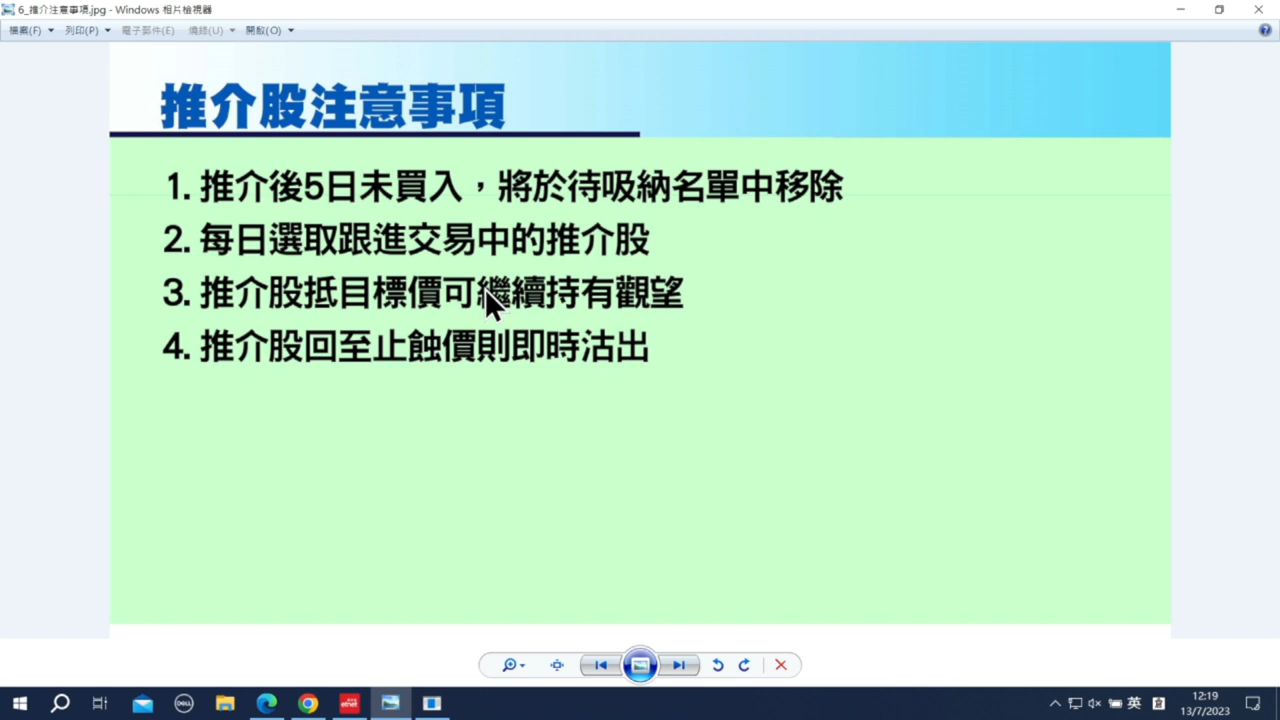 6_推介注意事項.jpg - Windows 相片檢視器
檔案(F) 列印(P) 電子郵件(E) 燒錄(U) 開啟(O)
推介股注意事項
1. 推介後5日未買入，將於待吸納名單中移除
2. 每日選取跟進交易中的推介股
3. 推介股抵目標價可繼續持有觀望
4. 推介股回至止蝕價則即時沽出
DELL
etnet
英
12:19
13/7/2023